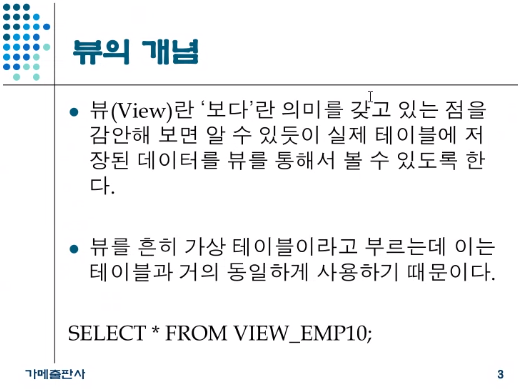 뷰의 개념
뷰(View)란 ‘보다’란 의미를 갖고 있는 점을
감안해 보면 알 수 있듯이 실제 테이블에 저
장된 데이터를 뷰를 통해서 볼 수 있도록 한
다.
뷰를 흔히 가상 테이블이라고 부르는데 이는
테이블과 거의 동일하게 사용하기 때문이다.
SELECT * FROM VIEW_EMP10;
가메출판사
3